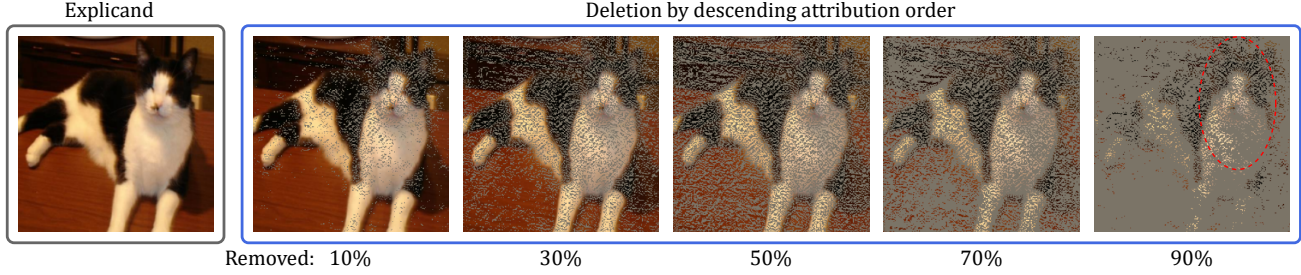 Explicand
Deletion by descending attribution order
Removed: 10% 30% 50% 70% 90%